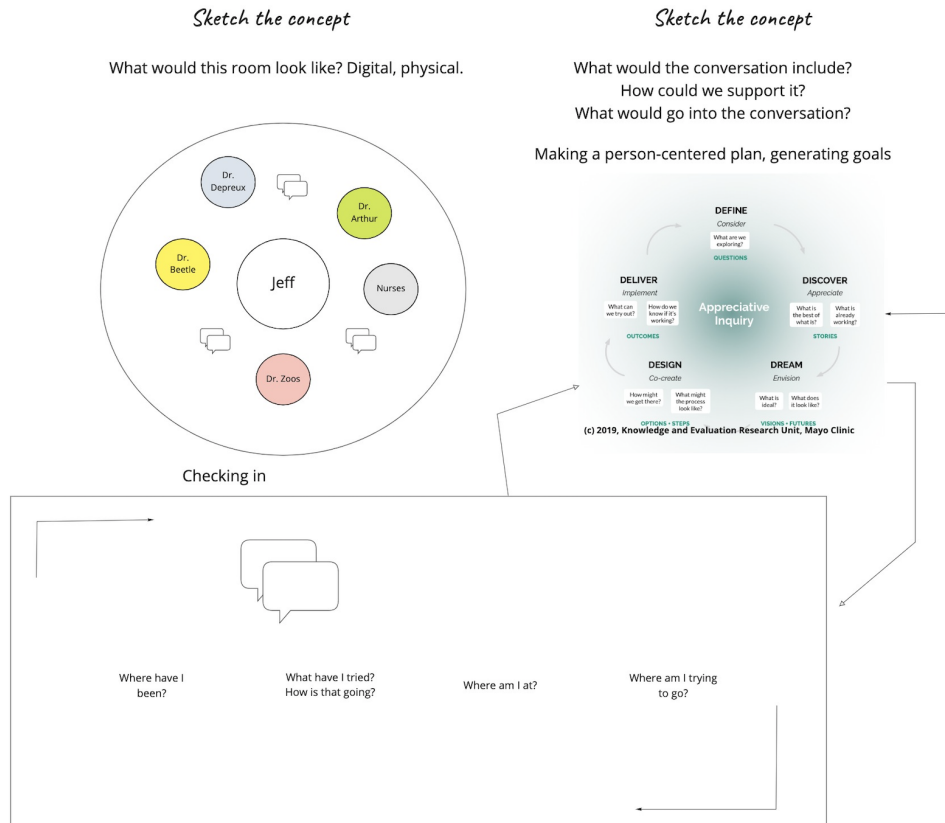 Sketch the concept
What would this room look like? Digital, physical.
Dr.
Depreux
Dr.
Arthur
Dr.
Beetle
Jeff
Nurses
Dr. Zoos
Sketch the concept
What would the conversation include?
How could we support it?
What would go into the conversation?
Making a person-centered plan, generating goals
DEFINE
Consider
What are we
exploring?
QUESTIONS
DISCOVER
Appreciate
What is
the best of
what is?
What is
already
working?
STORIES
DREAM
Envision
What is
ideal?
What does
it look like?
VISIONS • FUTURES
DESIGN
Co-create
How might
we get there?
What might
the process
look like?
OPTIONS • STEPS
DELIVER
Implement
What can
we try out?
How do we
know if it's
working?
OUTCOMES
Appreciative
Inquiry
(c) 2019, Knowledge and Evaluation Research Unit, Mayo Clinic
Checking in
Where have I
been?
What have I tried?
How is that going?
Where am I at?
Where am I trying
to go?